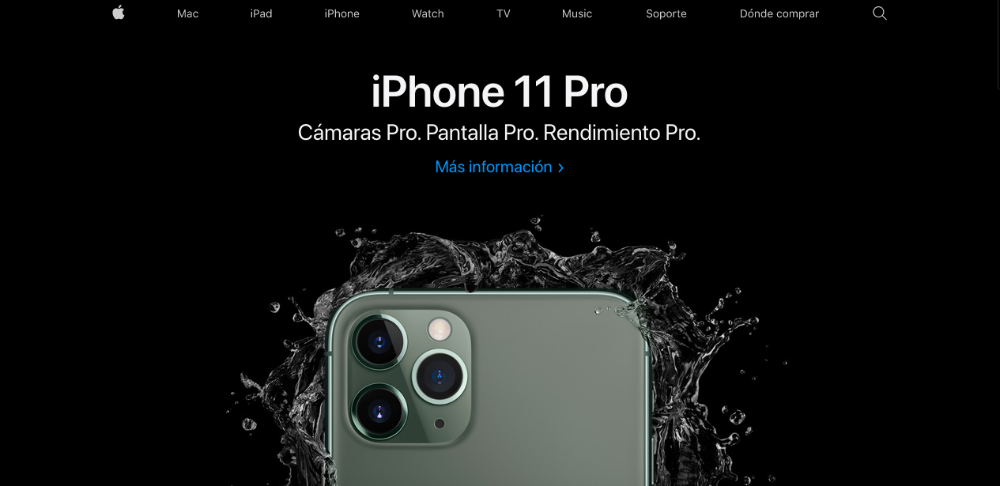 Mac iPad iPhone Watch TV Music Soporte Dónde comprar
iPhone 11 Pro
Cámaras Pro. Pantalla Pro. Rendimiento Pro.
Más información >